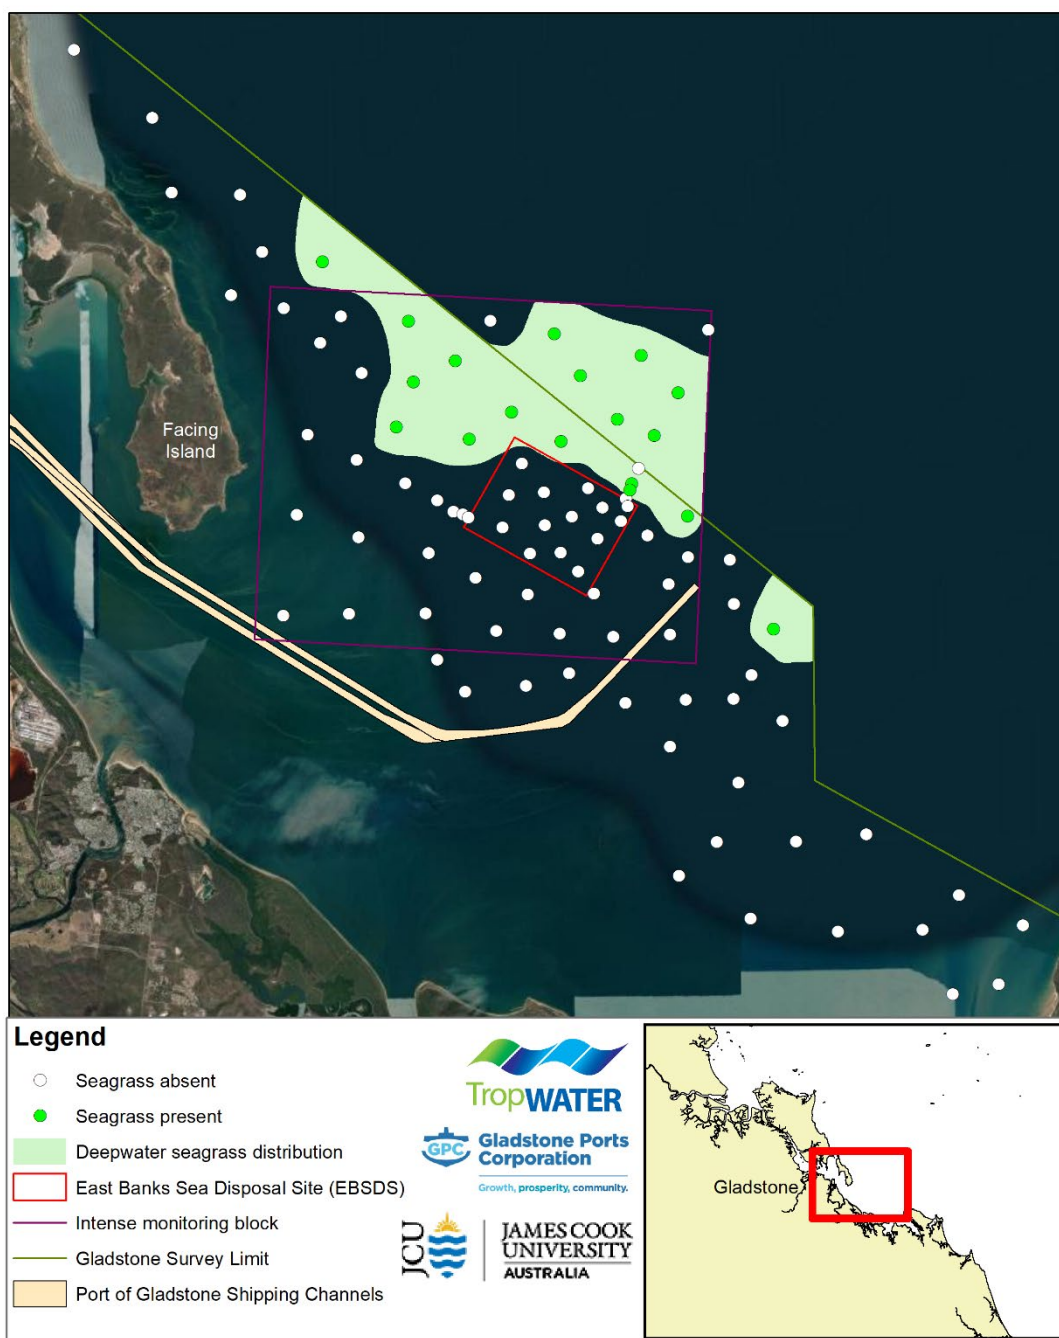 Facing
Island
Legend
Seagrass absent
Seagrass present
Deepwater seagrass distribution
East Banks Sea Disposal Site (EBSDS)
Intense monitoring block
Gladstone Survey Limit
Port of Gladstone Shipping Channels
TropWATER
GPC
Gladstone Ports
Corporation
Growth, prosperity, community.
JCU
JAMES COOK
UNIVERSITY
AUSTRALIA
Gladstone